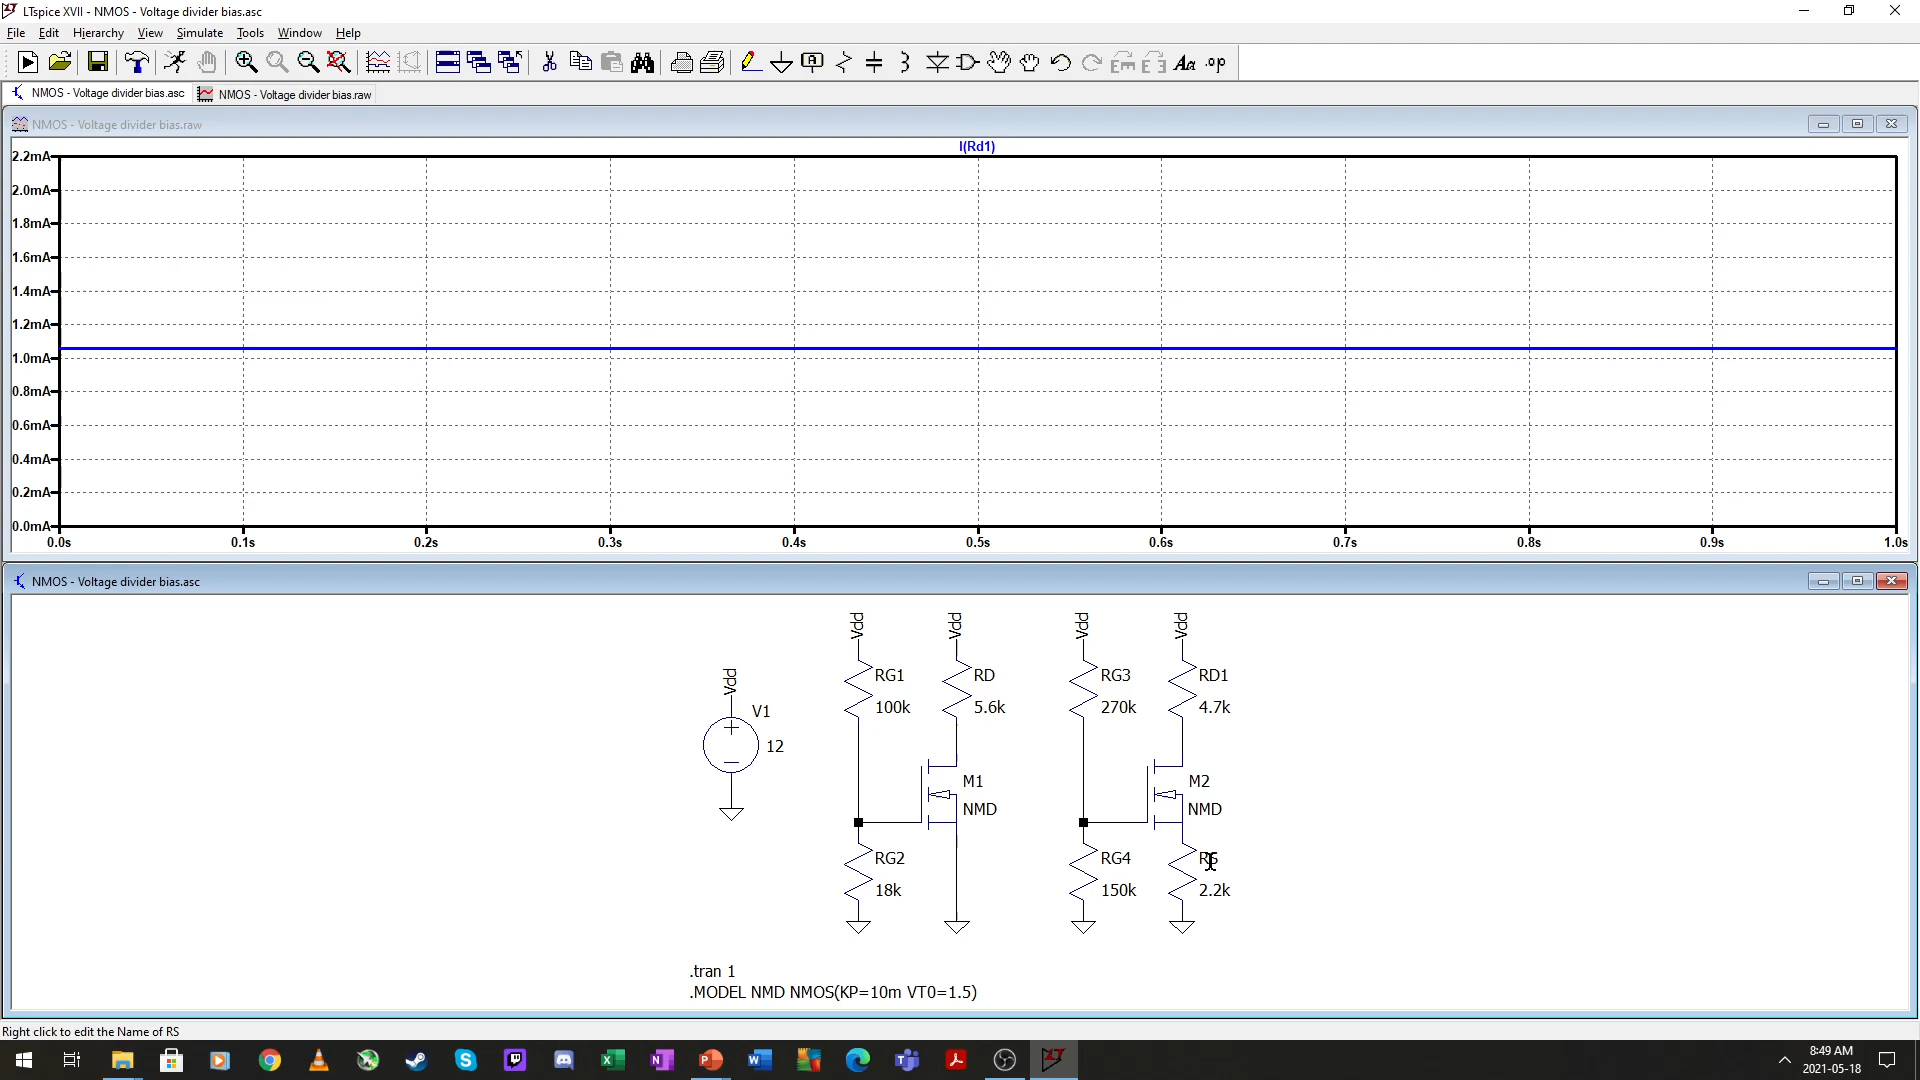 LTspice XVII - NMOS - Voltage divider bias.asc
File Edit Hierarchy View Simulate Tools Window Help
Aa .op
NMOS - Voltage divider bias.asc NMOS - Voltage divider bias.raw
NMOS - Voltage divider bias.raw
I(Rd1)
2.2mA
2.0mA
1.8mA
1.6mA
1.4mA
1.2mA
1.0mA
0.8mA
0.6mA
0.4mA
0.2mA
0.0mA
0.0s 0.1s 0.2s 0.3s 0.4s 0.5s 0.6s 0.7s 0.8s 0.9s 1.0s
NMOS - Voltage divider bias.asc
Vdd Vdd Vdd Vdd
Vdd
RG1 RD RG3 RD1
100k 5.6k 270k 4.7k
V1
12
M1 M2
NMD NMD
RG2 RG4 RS
18k 150k 2.2k
.tran 1
.MODEL NMD NMOS(KP=10m VT0=1.5)
Right click to edit the Name of RS
8:49 AM
2021-05-18